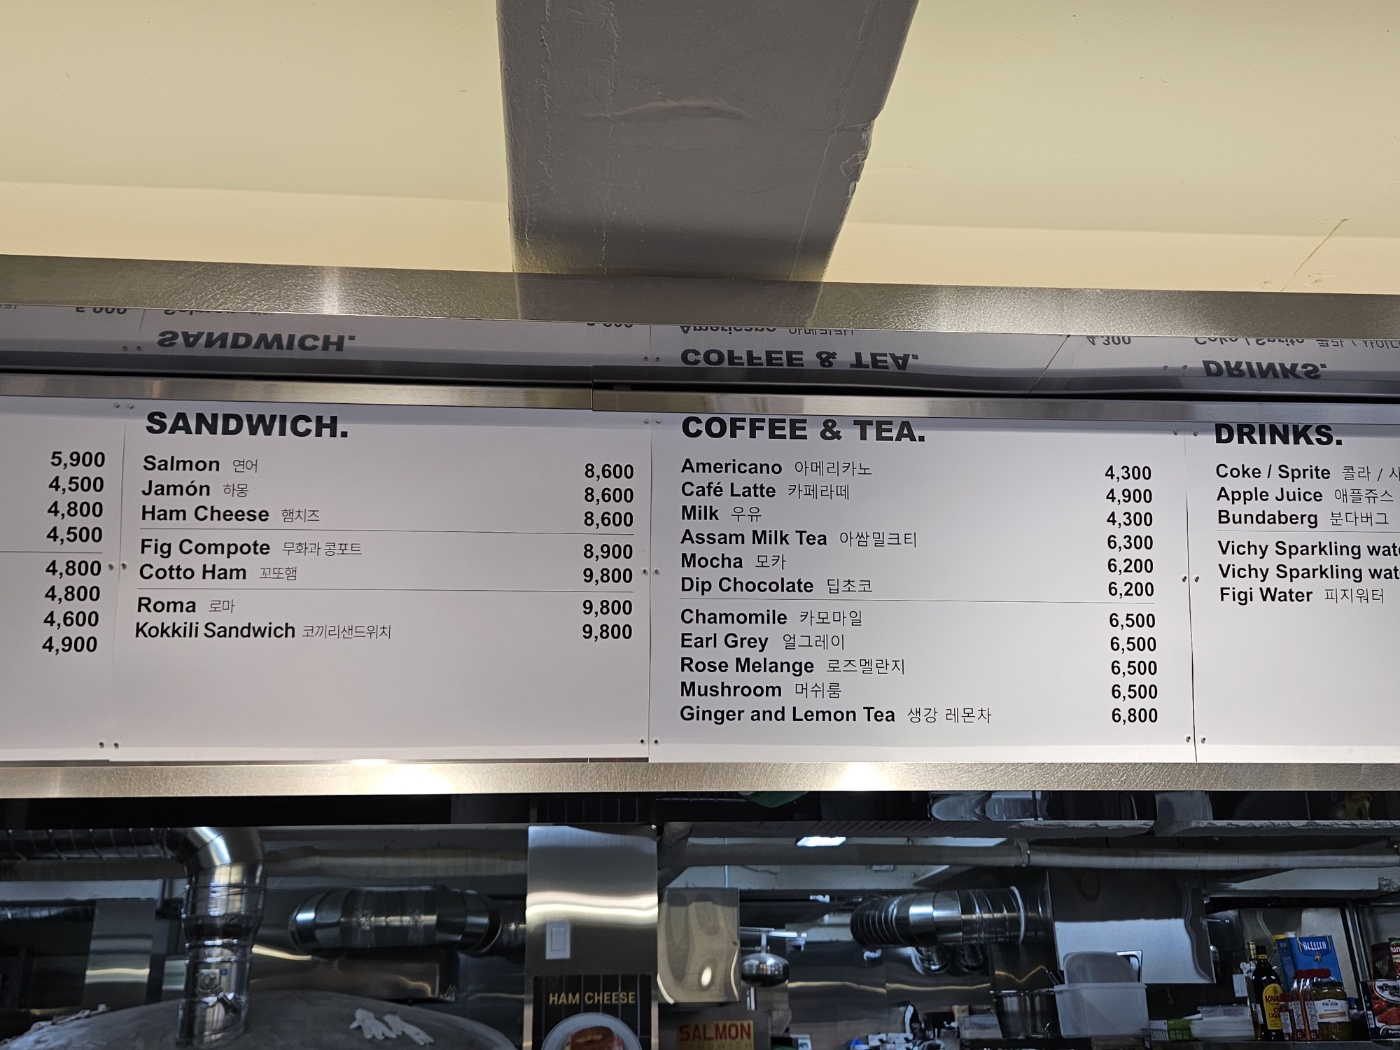 SANDWICH.
COFFEE & TEA.
DRINKS.
5,900
4,500
4,800
4,500
4,800
4,800
4,600
4,900
SANDWICH.
Salmon 연어 8,600
Jamón 하몽 8,600
Ham Cheese 햄치즈 8,600
Fig Compote 무화과 콩포트 8,900
Cotto Ham 꼬또햄 9,800
Roma 로마 9,800
Kokkili Sandwich 코끼리샌드위치 9,800
COFFEE & TEA.
Americano 아메리카노 4,300
Café Latte 카페라떼 4,900
Milk 우유 4,300
Assam Milk Tea 아쌈밀크티 6,300
Mocha 모카 6,200
Dip Chocolate 딥초코 6,200
Chamomile 카모마일 6,500
Earl Grey 얼그레이 6,500
Rose Melange 로즈멜란지 6,500
Mushroom 머쉬룸 6,500
Ginger and Lemon Tea 생강 레몬차 6,800
DRINKS.
Coke / Sprite 콜라 /
Apple Juice 애플쥬스
Bundaberg 분다버그
Vichy Sparkling
Vichy Sparkling
Figi Water 피지워터
HAM CHEESE
SALMON
SANDWICH